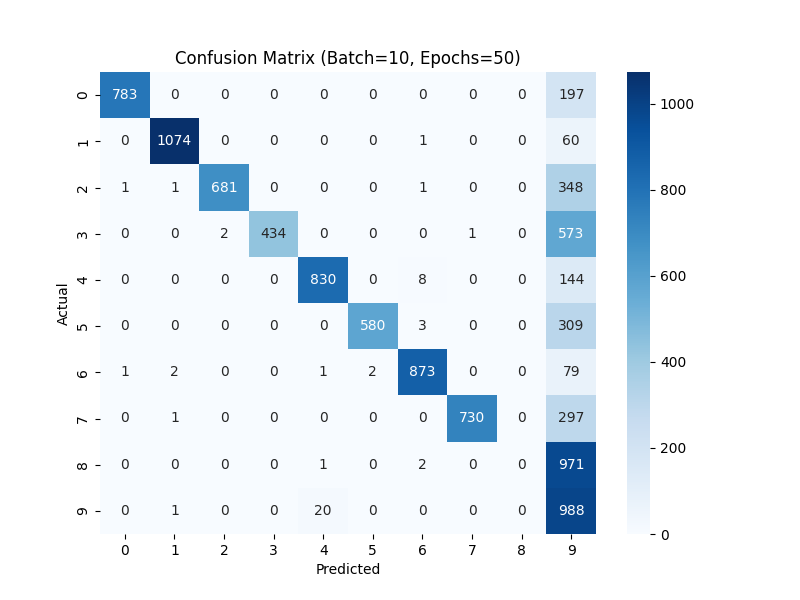 Confusion Matrix (Batch=10, Epochs=50)
0 783 0 0 0 0 0 0 0 0 197
1 0 1074 0 0 0 0 1 0 0 60
2 1 1 681 0 0 0 1 0 0 348
3 0 0 2 434 0 0 0 1 0 573
4 0 0 0 0 830 0 8 0 0 144
5 0 0 0 0 0 580 3 0 0 309
6 1 2 0 0 1 2 873 0 0 79
7 0 1 0 0 0 0 0 730 0 297
8 0 0 0 0 1 0 2 0 0 971
9 0 1 0 0 20 0 0 0 0 988
0 1 2 3 4 5 6 7 8 9
Predicted
Actual
1000
800
600
400
200
0